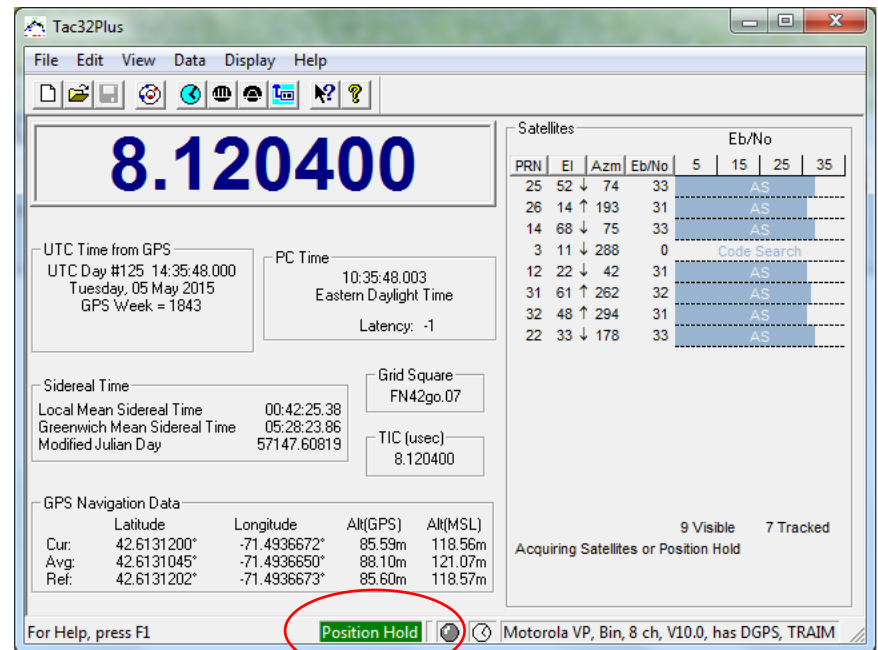 Tac32Plus
File Edit View Data Display Help
8.120400
UTC Time from GPS
UTC Day #125 14:35:48.000
Tuesday, 05 May 2015
GPS Week = 1843
PC Time
10:35:48.003
Eastern Daylight Time
Latency: -1
Sidereal Time
Local Mean Sidereal Time 00:42:25.38
Greenwich Mean Sidereal Time 05:28:23.86
Modified Julian Day 57147.60819
Grid Square
FN42go.07
TIC (usec)
8.120400
GPS Navigation Data
Latitude Longitude Alt(GPS) Alt(MSL)
Cur: 42.6131200° -71.4936672° 85.59m 118.56m
Avg: 42.6131045° -71.4936650° 88.10m 121.07m
Ref: 42.6131202° -71.4936673° 85.60m 118.57m
Satellites
Eb/No
PRN El Azm Eb/No 5 15 25 35
25 52 ↓ 74 33 AS
26 14 ↑ 193 31 AS
14 68 ↓ 75 33 AS
3 11 ↓ 288 0 Code Search
12 22 ↓ 42 31 AS
31 61 ↑ 262 32 AS
32 48 ↑ 294 31 AS
22 33 ↓ 178 33 AS
9 Visible 7 Tracked
Acquiring Satellites or Position Hold
For Help, press F1
Position Hold
Motorola VP, Bin, 8 ch, V10.0, has DGPS, TRAIM